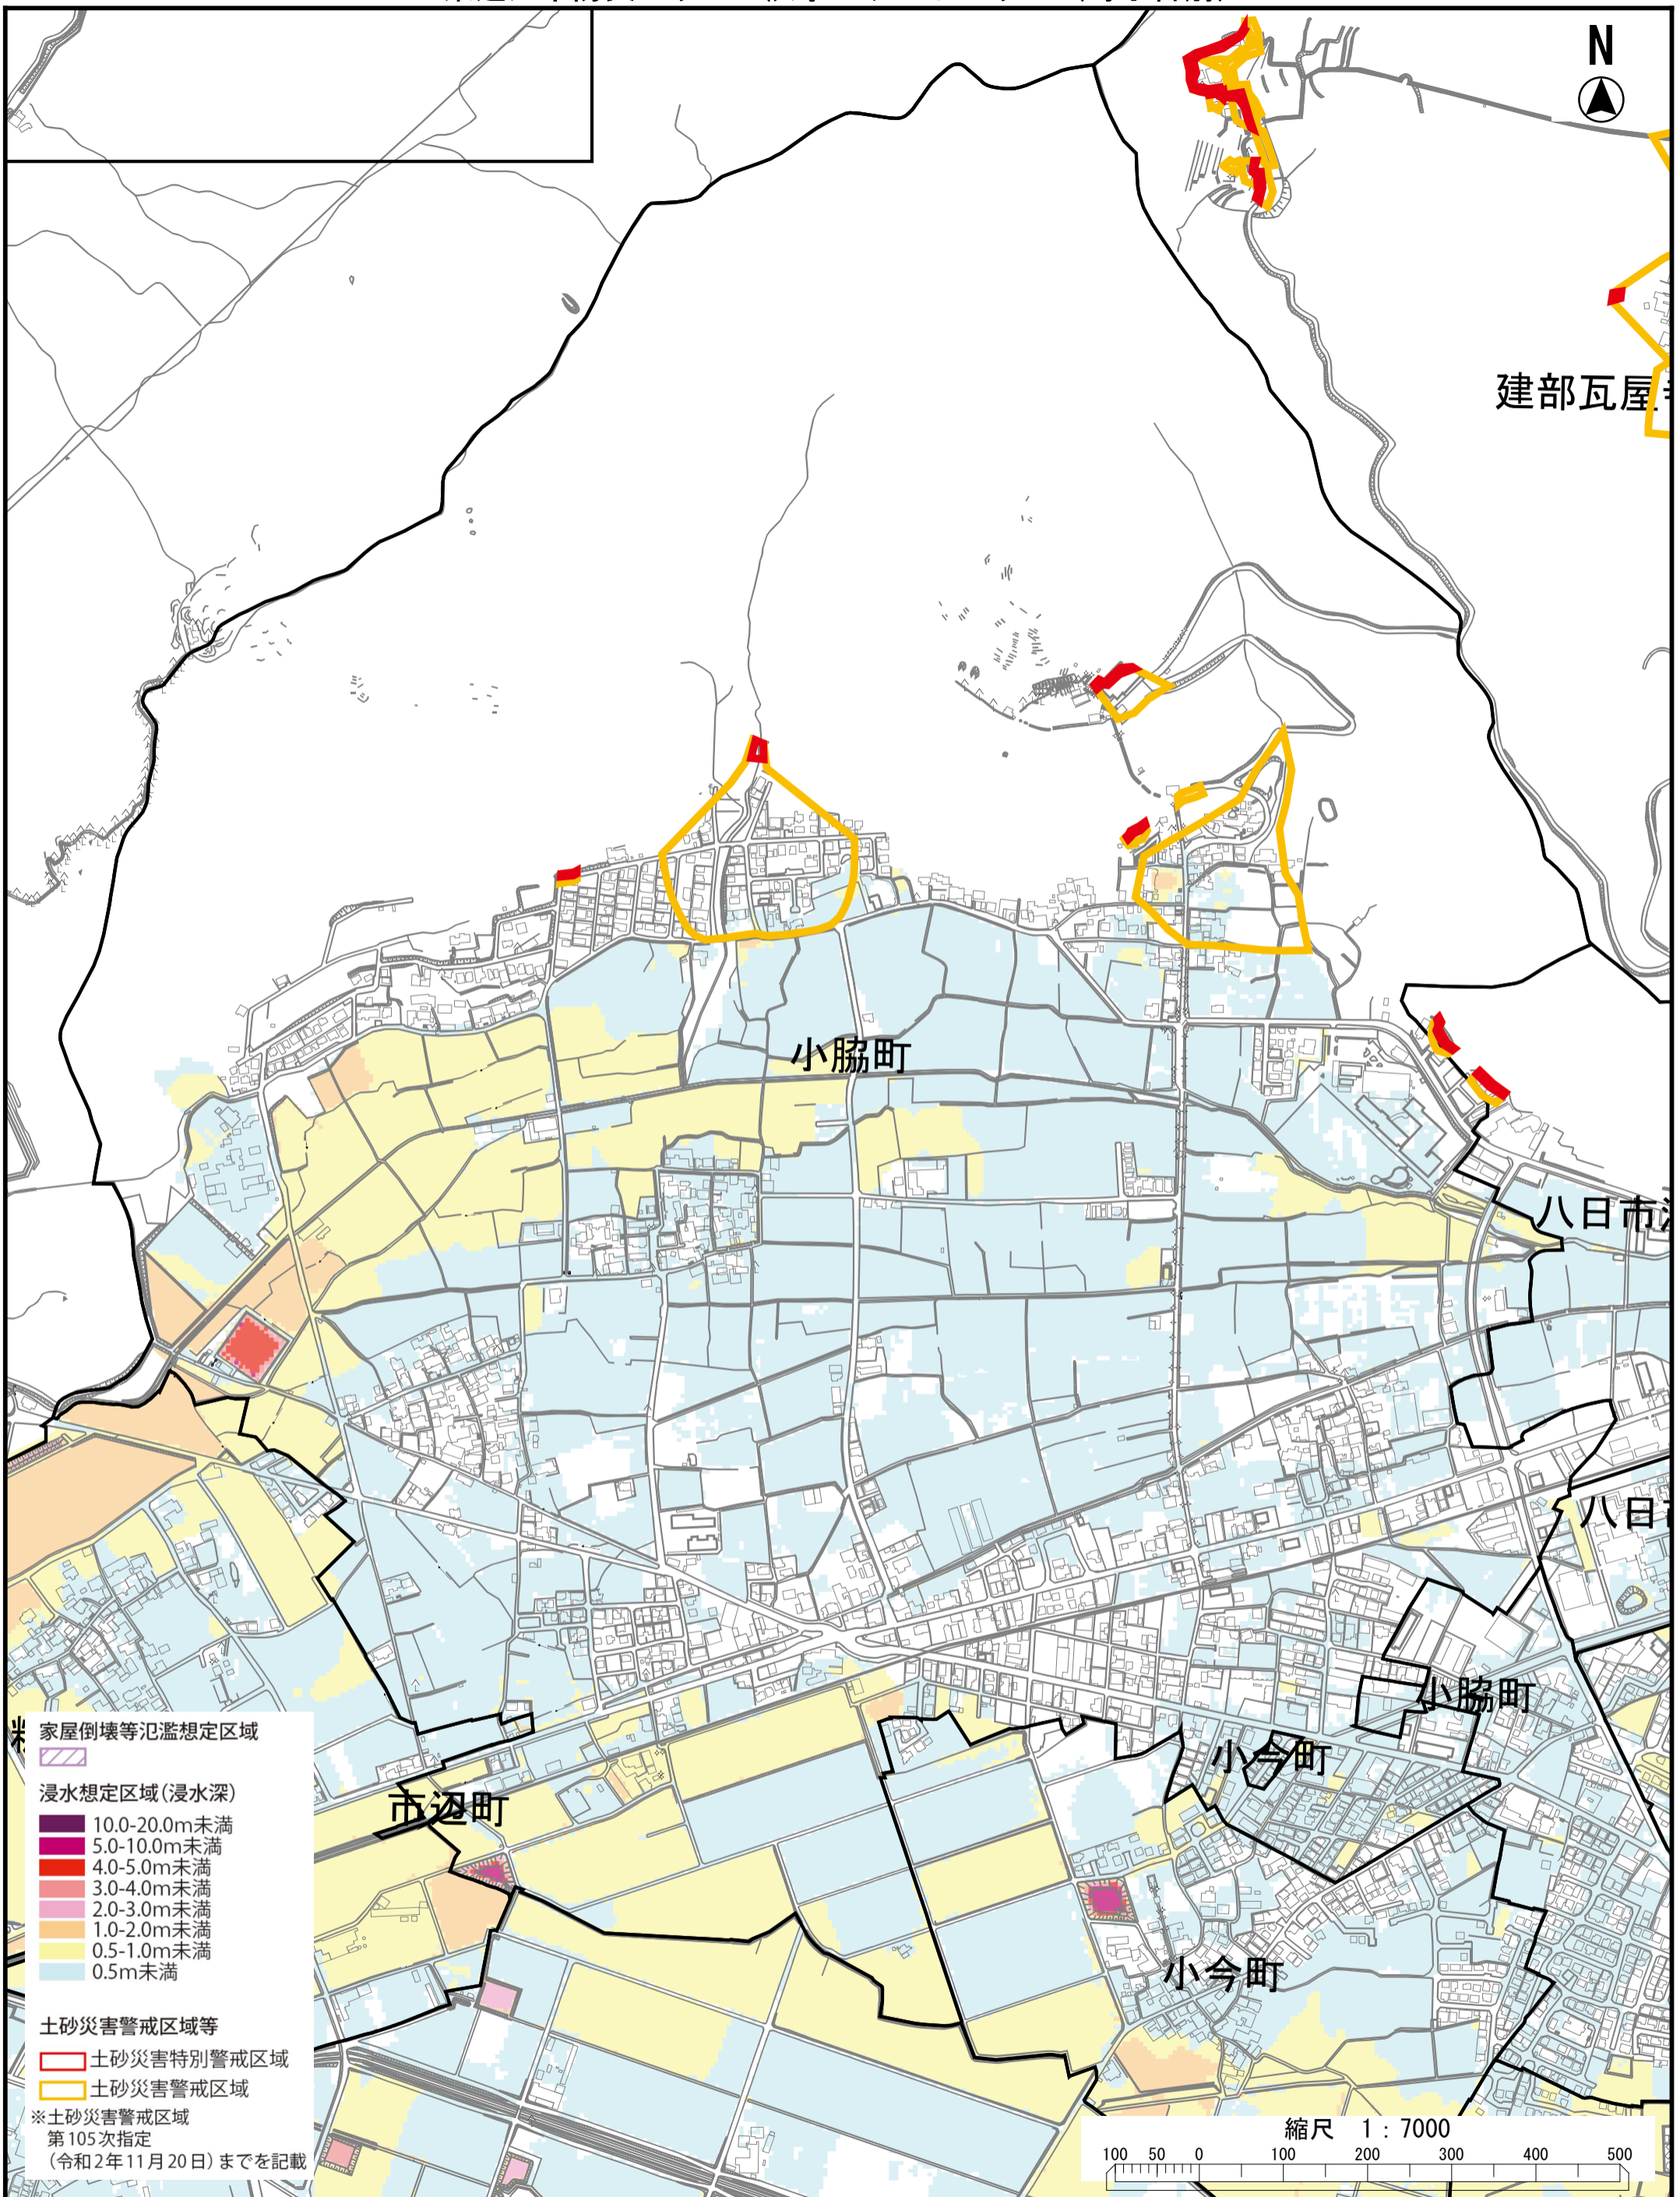 N
建部瓦屋
小脇町
八日市
八日
小脇町
小今町
市辺町
小今町
家屋倒壊等氾濫想定区域
浸水想定区域(浸水深)
10.0-20.0m未満
5.0-10.0m未満
4.0-5.0m未満
3.0-4.0m未満
2.0-3.0m未満
1.0-2.0m未満
0.5-1.0m未満
0.5m未満
土砂災害警戒区域等
土砂災害特別警戒区域
土砂災害警戒区域
※土砂災害警戒区域
第105次指定
(令和2年11月20日)までを記載
縮尺 1:7000
100 50 0 100 200 300 400 500